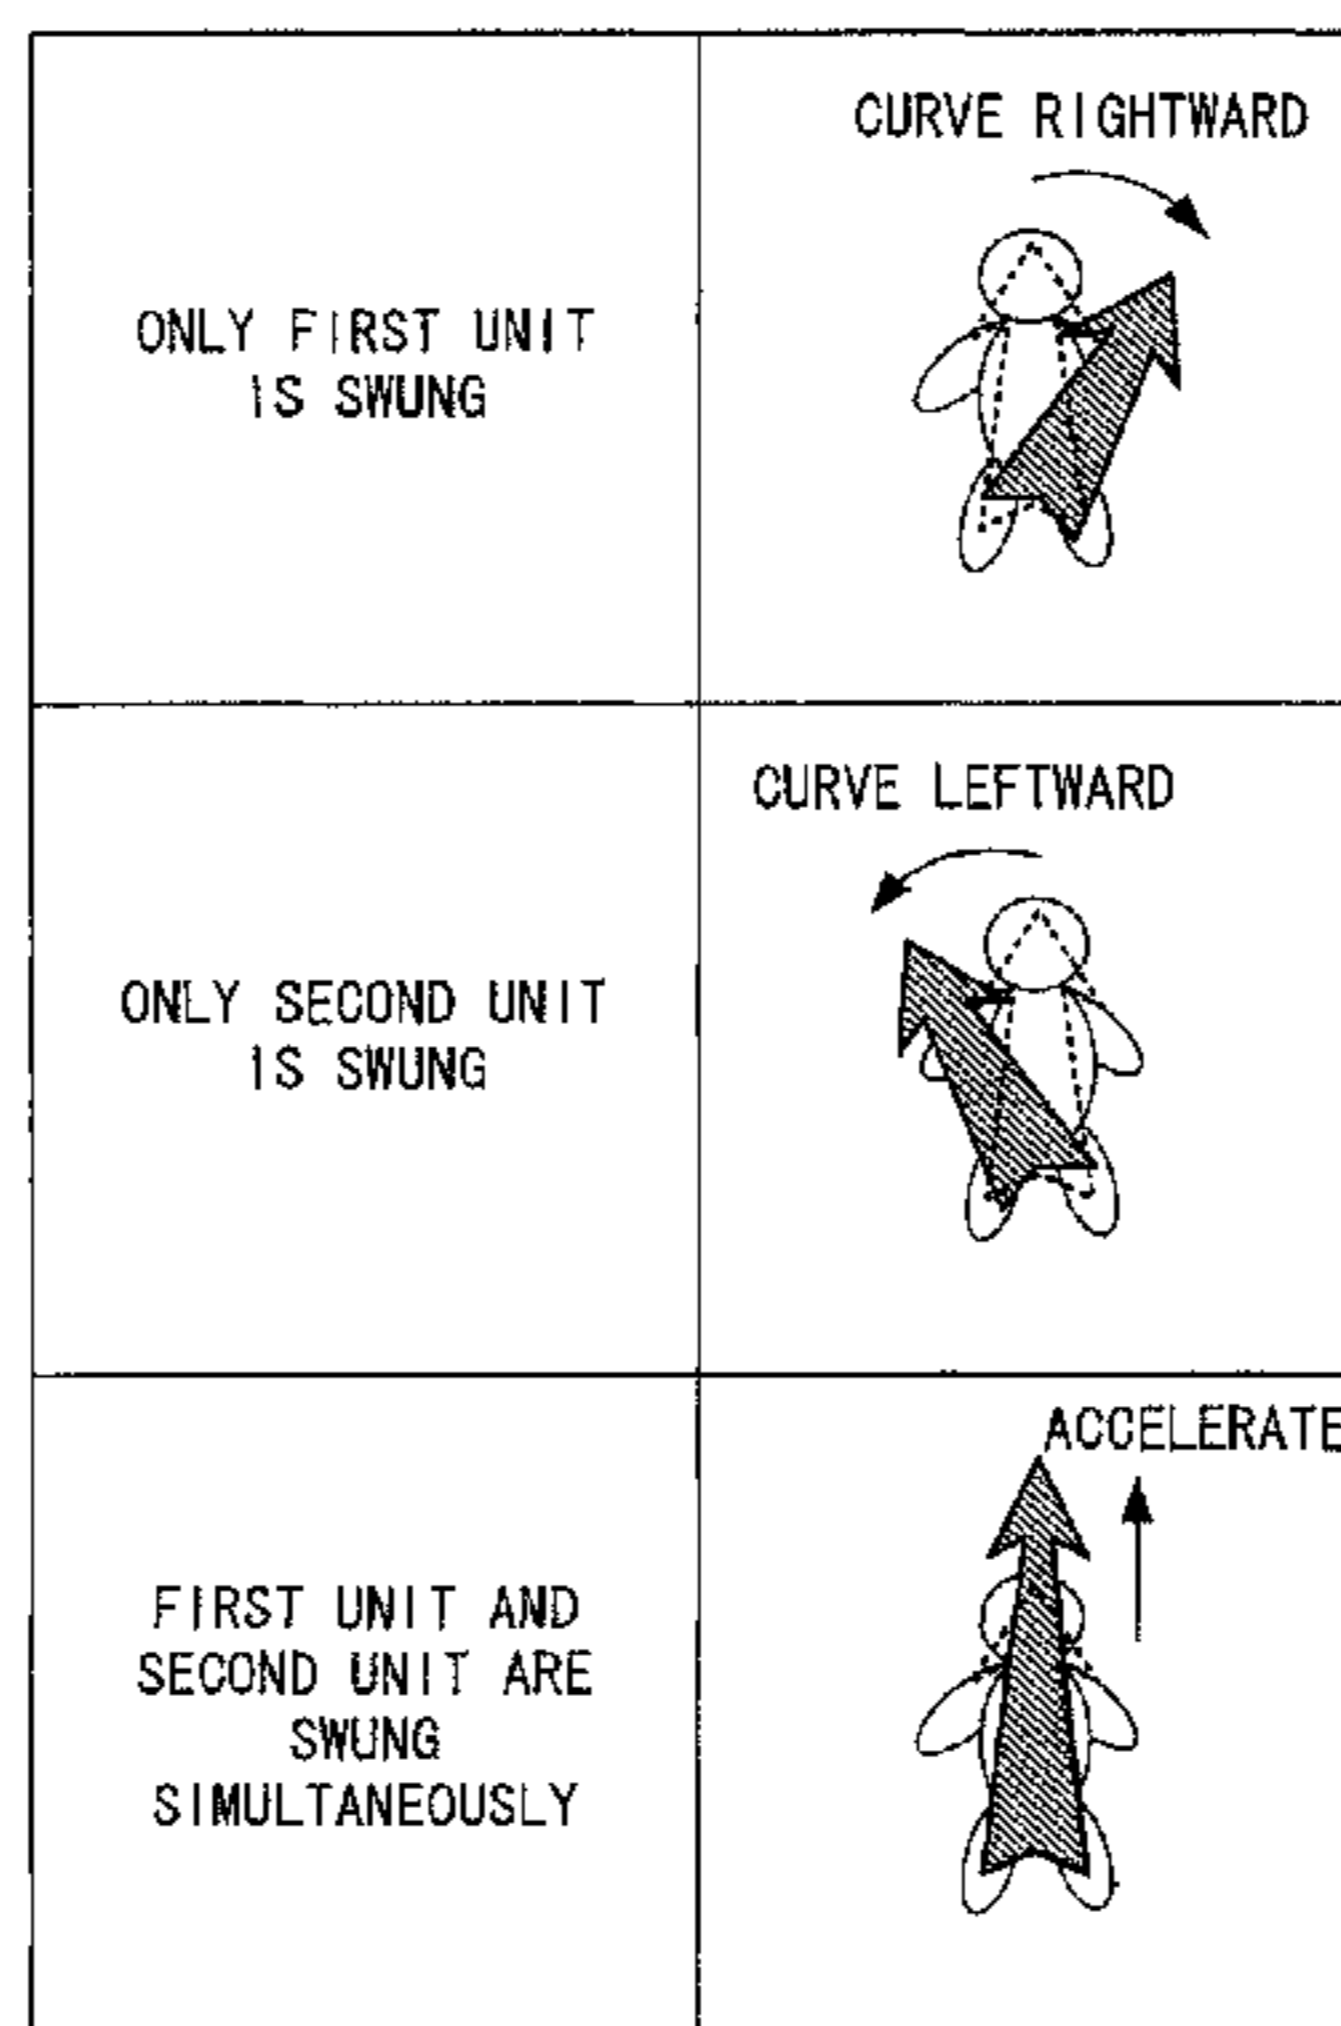 CURVE RIGHTWARD
ONLY FIRST UNIT
IS SWUNG
CURVE LEFTWARD
ONLY SECOND UNIT
IS SWUNG
ACCELERATE
FIRST UNIT AND
SECOND UNIT ARE
SWUNG
SIMULTANEOUSLY